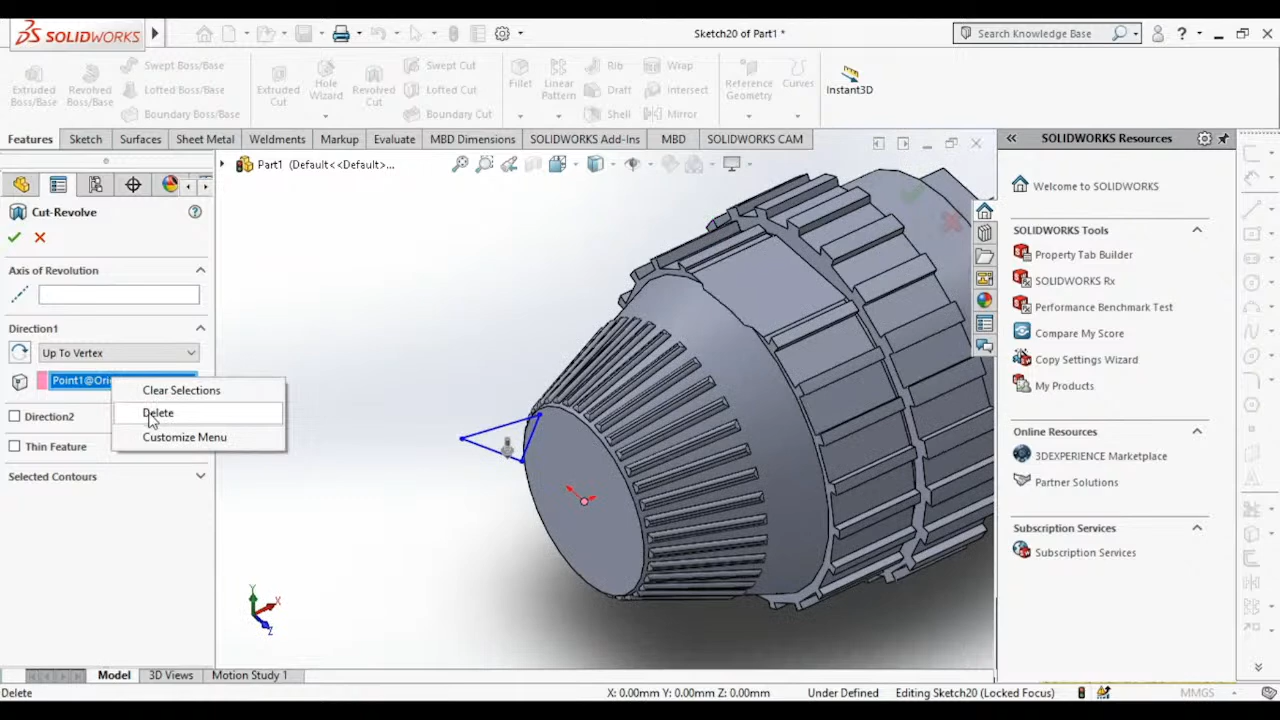 SOLIDWORKS
Sketch20 of Part1 *
Search Knowledge Base
?
Extruded Boss/Base
Revolved Boss/Base
Swept Boss/Base
Lofted Boss/Base
Boundary Boss/Base
Extruded Cut
Hole Wizard
Revolved Cut
Swept Cut
Lofted Cut
Boundary Cut
Fillet
Linear Pattern
Rib
Draft
Shell
Wrap
Intersect
Mirror
Reference Geometry
Curves
Instant3D
Features
Sketch
Surfaces
Sheet Metal
Weldments
Markup
Evaluate
MBD Dimensions
SOLIDWORKS Add-Ins
MBD
SOLIDWORKS CAM
Part1 (Default<<Default>...
Cut-Revolve
Axis of Revolution
Direction1
Up To Vertex
Point1@Ori
Clear Selections
Delete
Customize Menu
Direction2
Thin Feature
Selected Contours
Y
X
Z
SOLIDWORKS Resources
Welcome to SOLIDWORKS
SOLIDWORKS Tools
Property Tab Builder
SOLIDWORKS Rx
Performance Benchmark Test
Compare My Score
Copy Settings Wizard
My Products
Online Resources
3DEXPERIENCE Marketplace
Partner Solutions
Subscription Services
Subscription Services
Model
3D Views
Motion Study 1
Delete
X: 0.00mm Y: 0.00mm Z: 0.00mm
Under Defined
Editing Sketch20 (Locked Focus)
MMGS